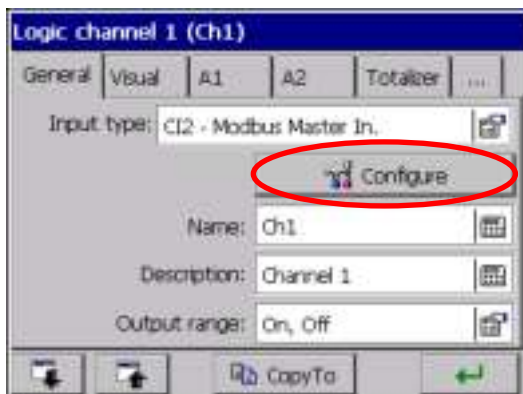 Logic channel 1 (Ch1)
General Visual A1 A2 Totalizer ...
Input type: CI2 - Modbus Master In.
Configure
Name: Ch1
Description: Channel 1
Output range: On, Off
CopyTo